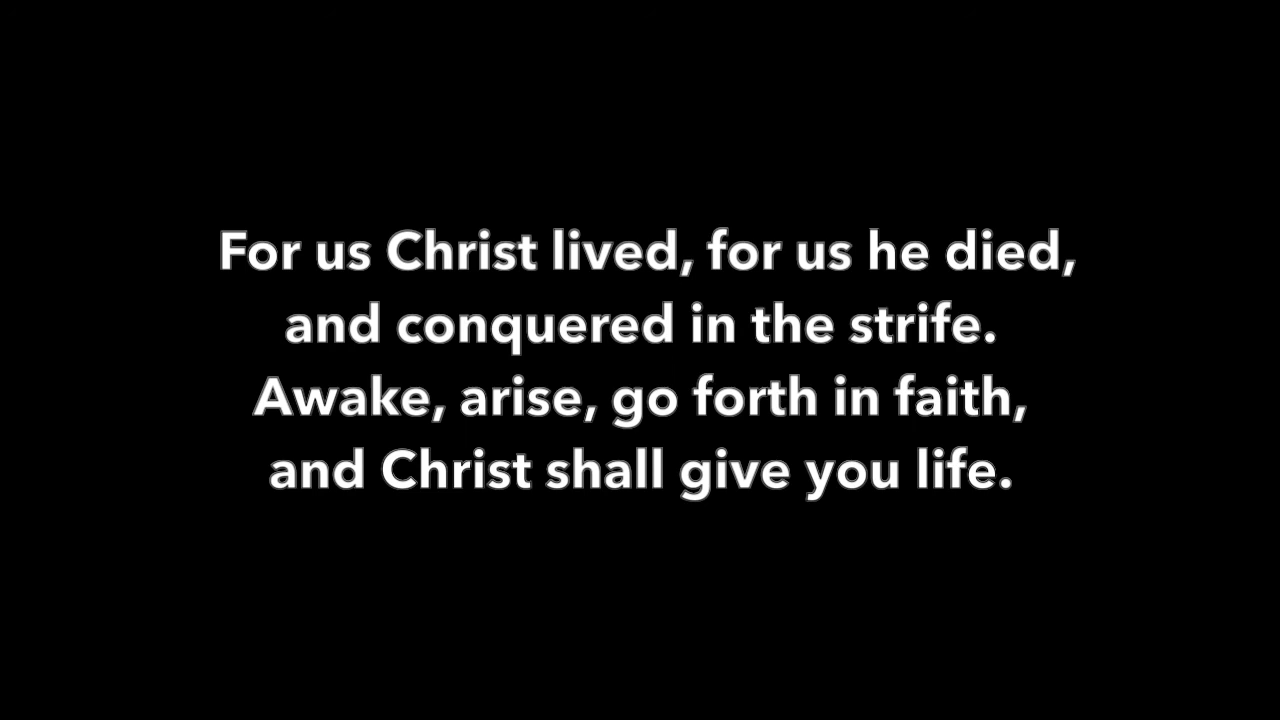 For us Christ lived, for us he died,
and conquered in the strife.
Awake, arise, go forth in faith,
and Christ shall give you life.